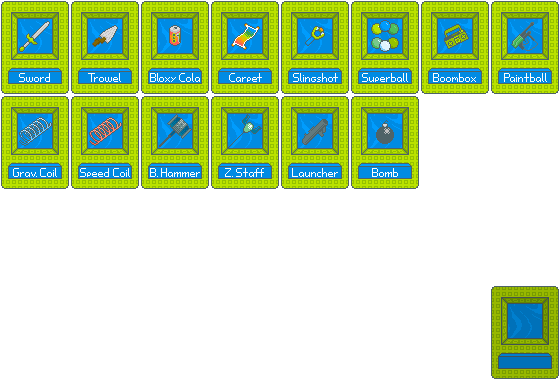 Sword Trowel Bloxy Cola Carpet Slingshot Superball Boombox Paintball
Grav. Coil Speed Coil B. Hammer Z. Staff Launcher Bomb